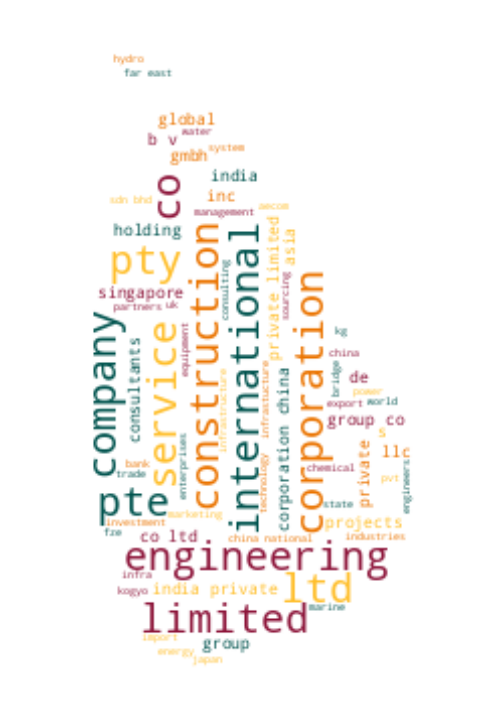 hydro
far east
global
b v
water
gmbh
system
co
india
sdn bhd
inc
management
aecom
holding
pty
construction
international
private limited
asia
consulting
sourcing
singapore
partners
uk
corporation
company
service
equipment
consultants
infrastructure
infrastucture
kg
china
bridge
de
power
export
world
corporation china
group co
s
llc
private
engineers
bank
trade
enterprises
technology
chemical
pvt
pte
state
marketing
investment
projects
fze
co ltd
china national
industries
engineering
infra
kogyo
india private
ltd
marine
limited
import
group
energy
japan